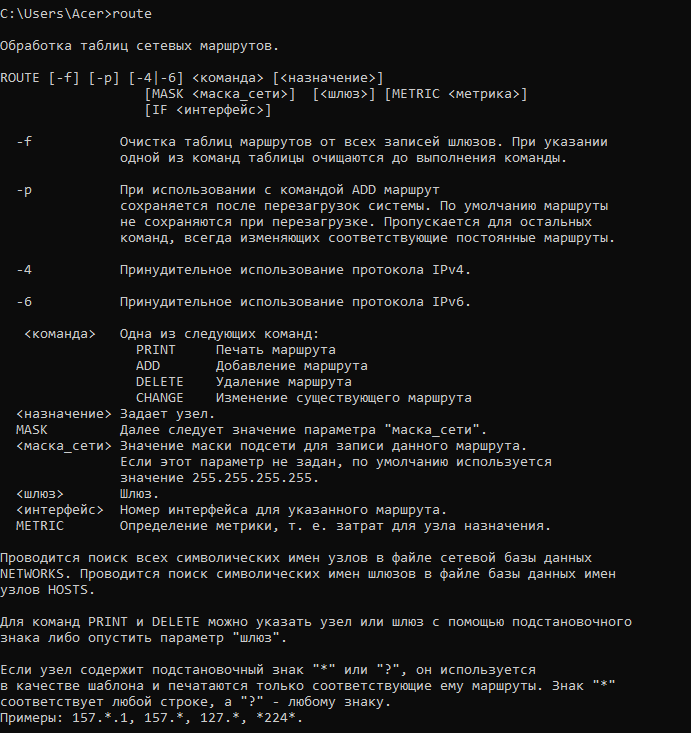 C:\Users\Acer>route
Обработка таблиц сетевых маршрутов.
ROUTE [-f] [-p] [-4|-6] <команда> [<назначение>]
[MASK <маска_сети>]  [<шлюз>] [METRIC <метрика>]
[IF <интерфейс>]
-f           Очистка таблиц маршрутов от всех записей шлюзов. При указании
одной из команд таблицы очищаются до выполнения команды.
-p           При использовании с командой ADD маршрут
сохраняется после перезагрузок системы. По умолчанию маршруты
не сохраняются при перезагрузке. Пропускается для остальных
команд, всегда изменяющих соответствующие постоянные маршруты.
-4           Принудительное использование протокола IPv4.
-6           Принудительное использование протокола IPv6.
<команда>   Одна из следующих команд:
PRINT     Печать маршрута
ADD       Добавление маршрута
DELETE    Удаление маршрута
CHANGE    Изменение существующего маршрута
<назначение> Задает узел.
MASK         Далее следует значение параметра "маска_сети".
<маска_сети> Значение маски подсети для записи данного маршрута.
Если этот параметр не задан, по умолчанию используется
значение 255.255.255.255.
<шлюз>       Шлюз.
<интерфейс>  Номер интерфейса для указанного маршрута.
METRIC       Определение метрики, т. е. затрат для узла назначения.
Проводится поиск всех символических имен узлов в файле сетевой базы данных
NETWORKS. Проводится поиск символических имен шлюзов в файле базы данных имен
узлов HOSTS.
Для команд PRINT и DELETE можно указать узел или шлюз с помощью подстановочного
знака либо опустить параметр "шлюз".
Если узел содержит подстановочный знак "*" или "?", он используется
в качестве шаблона и печатаются только соответствующие ему маршруты. Знак "*"
соответствует любой строке, а "?" - любому знаку.
Примеры: 157.*.1, 157.*, 127.*, *224*.